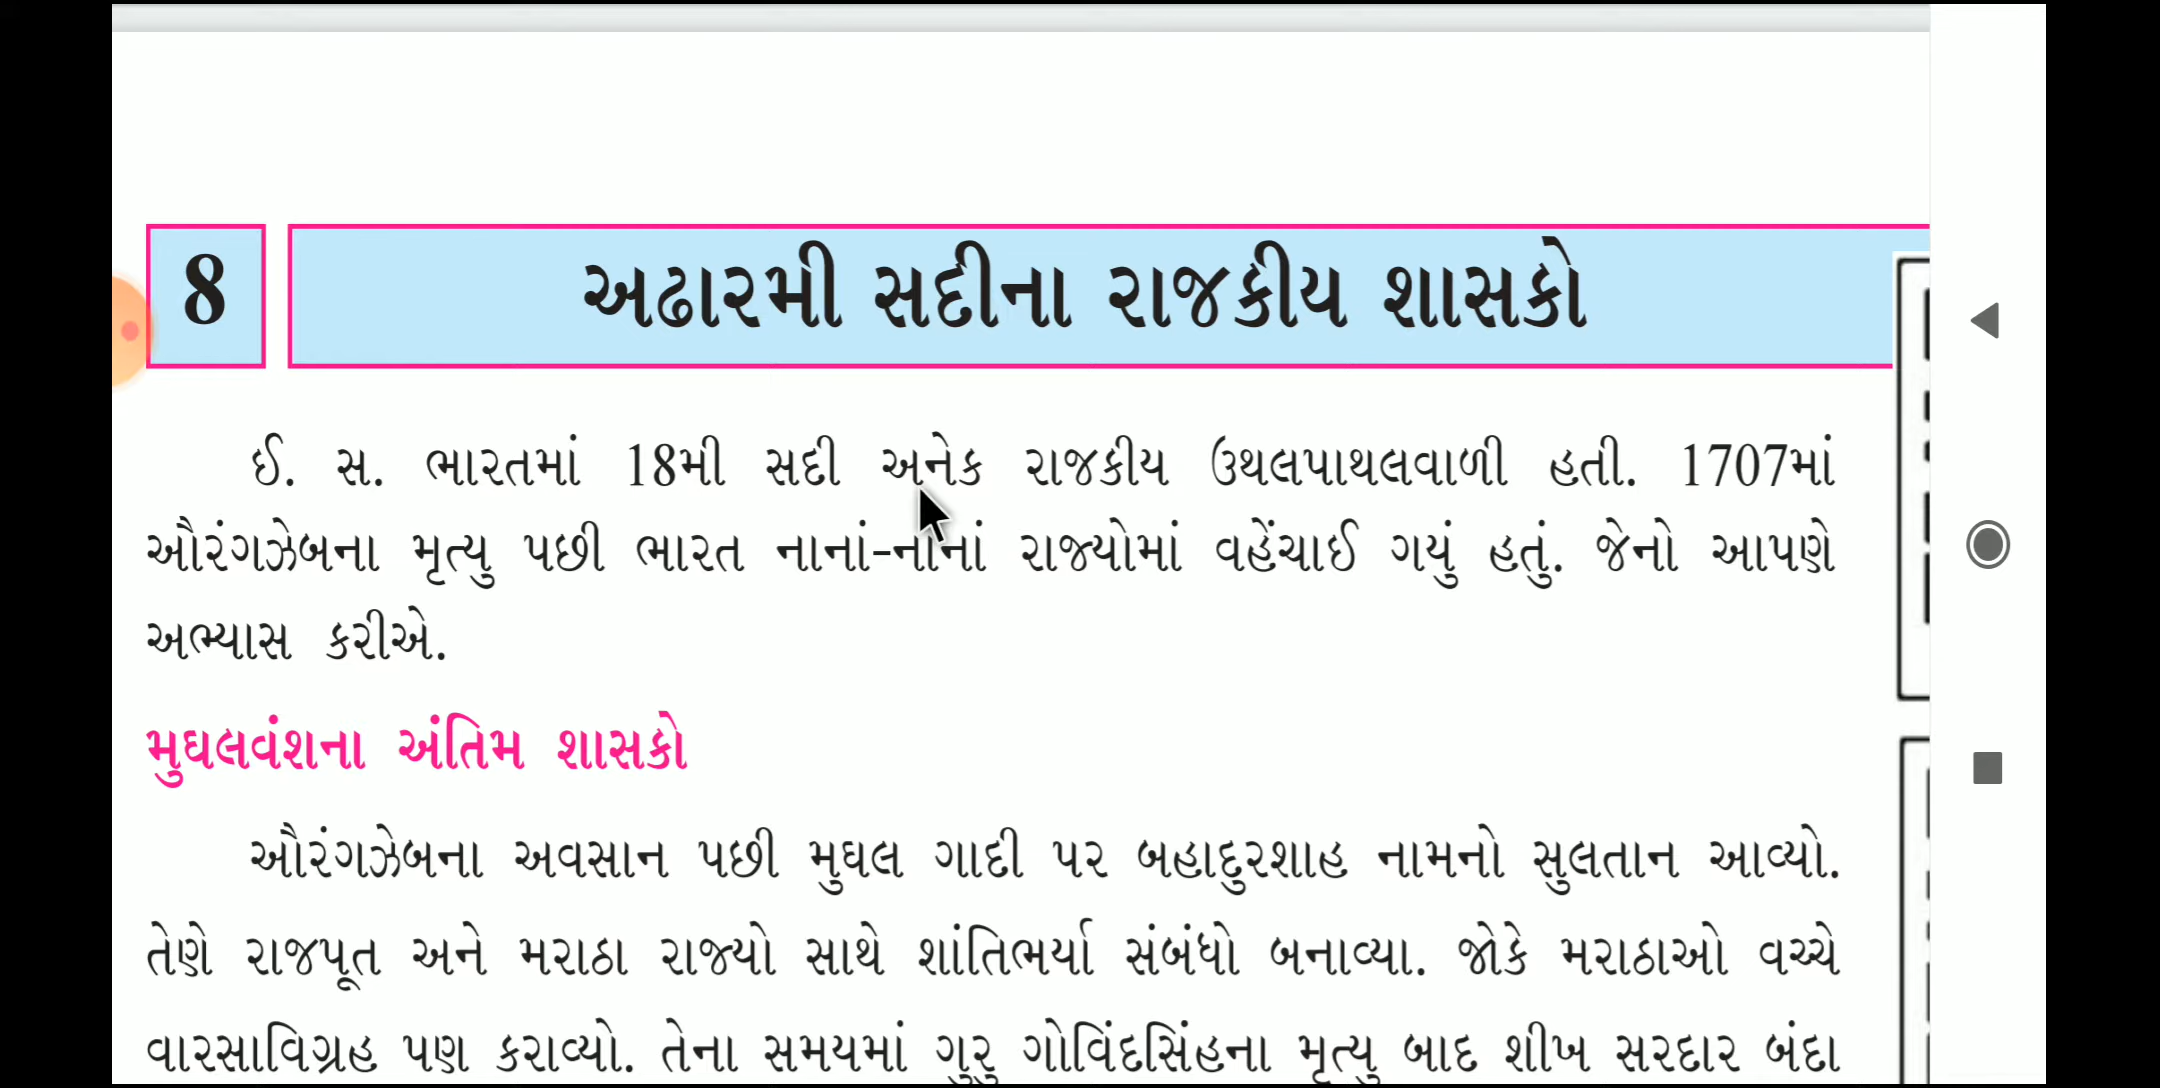 8
અઢારમી સદીના રાજકીય શાસકો
ઈ. સ. ભારતમાં 18મી સદી અનેક રાજકીય ઉથલપાથલવાળી હતી. 1707માં
ઔરંગઝેબના મૃત્યુ પછી ભારત નાનાં-નાનાં રાજ્યોમાં વહેંચાઈ ગયું હતું. જેનો આપણે
અભ્યાસ કરીએ.
મુઘલવંશના અંતિમ શાસકો
ઔરંગઝેબના અવસાન પછી મુઘલ ગાદી પર બહાદુરશાહ નામનો સુલતાન આવ્યો.
તેણે રાજપૂત અને મરાઠા રાજ્યો સાથે શાંતિભર્યા સંબંધો બનાવ્યા. જોકે મરાઠાઓ વચ્ચે
વારસાવિગ્રહ પણ કરાવ્યો. તેના સમયમાં ગુરુ ગોવિંદસિંહના મૃત્યુ બાદ શીખ સરદાર બંદા